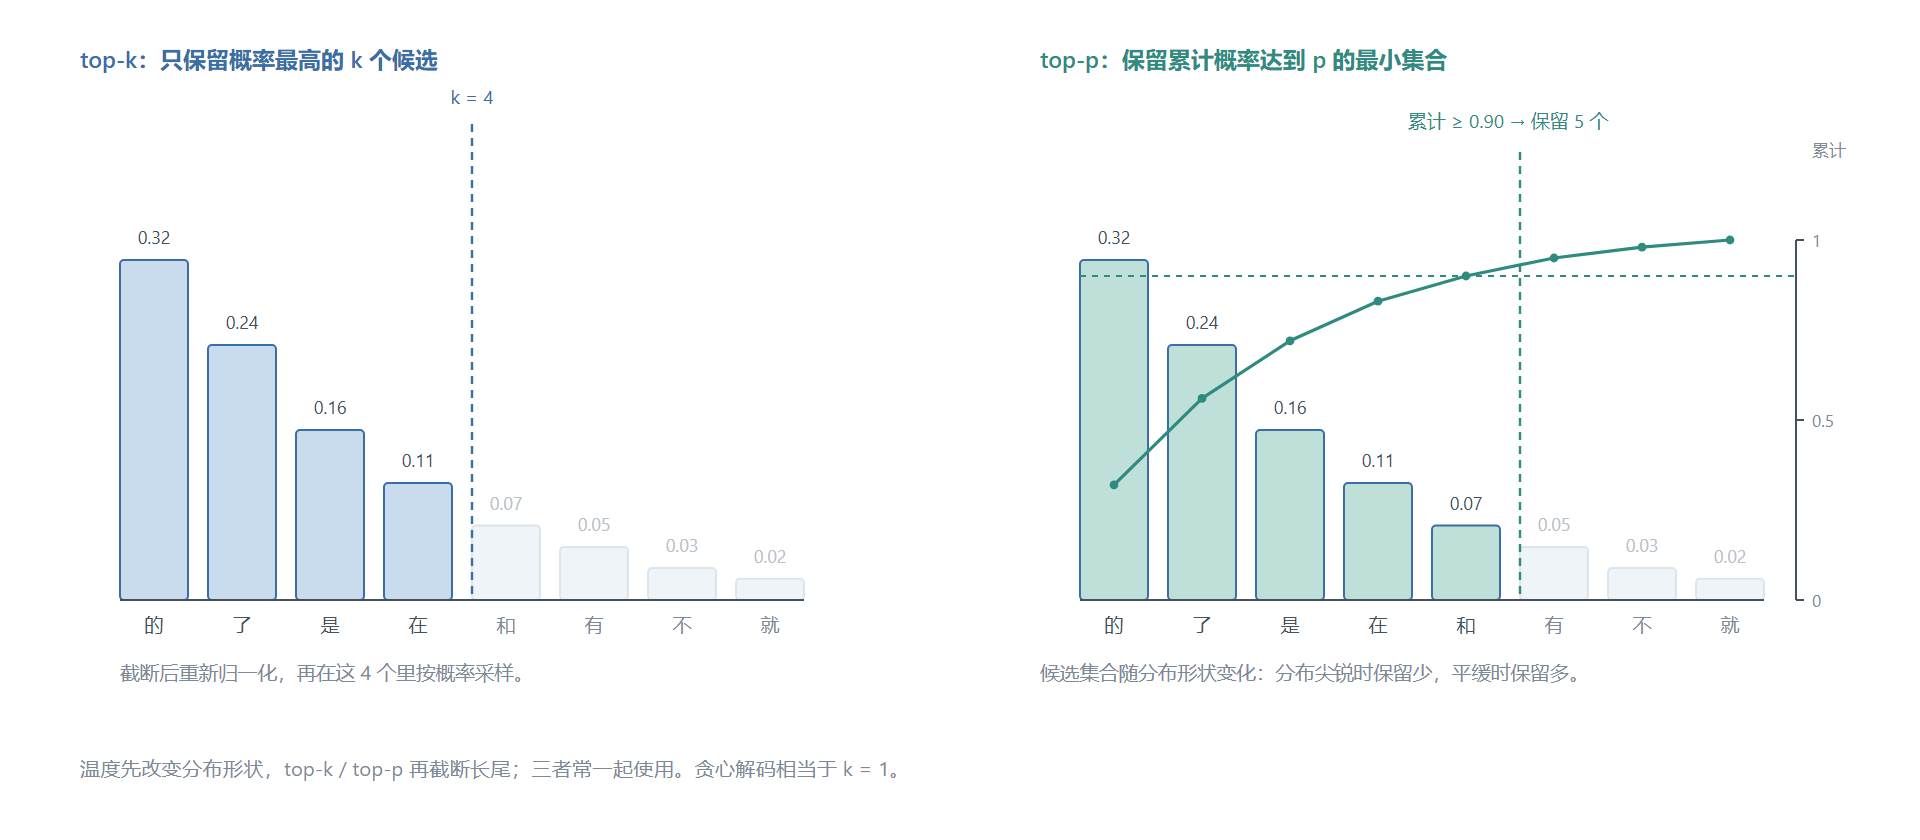 top-k：只保留概率最高的 k 个候选
k = 4
0.32
0.24
0.16
0.11
0.07
0.05
0.03
0.02
的 了 是 在 和 有 不 就
截断后重新归一化，再在这 4 个里按概率采样。
top-p：保留累计概率达到 p 的最小集合
累计 ≥ 0.90 → 保留 5 个
累计
0.32
0.24
0.16
0.11
0.07
0.05
0.03
0.02
1
0.5
0
的 了 是 在 和 有 不 就
候选集合随分布形状变化：分布尖锐时保留少，平缓时保留多。
温度先改变分布形状，top-k / top-p 再截断长尾；三者常一起使用。贪心解码相当于 k = 1。